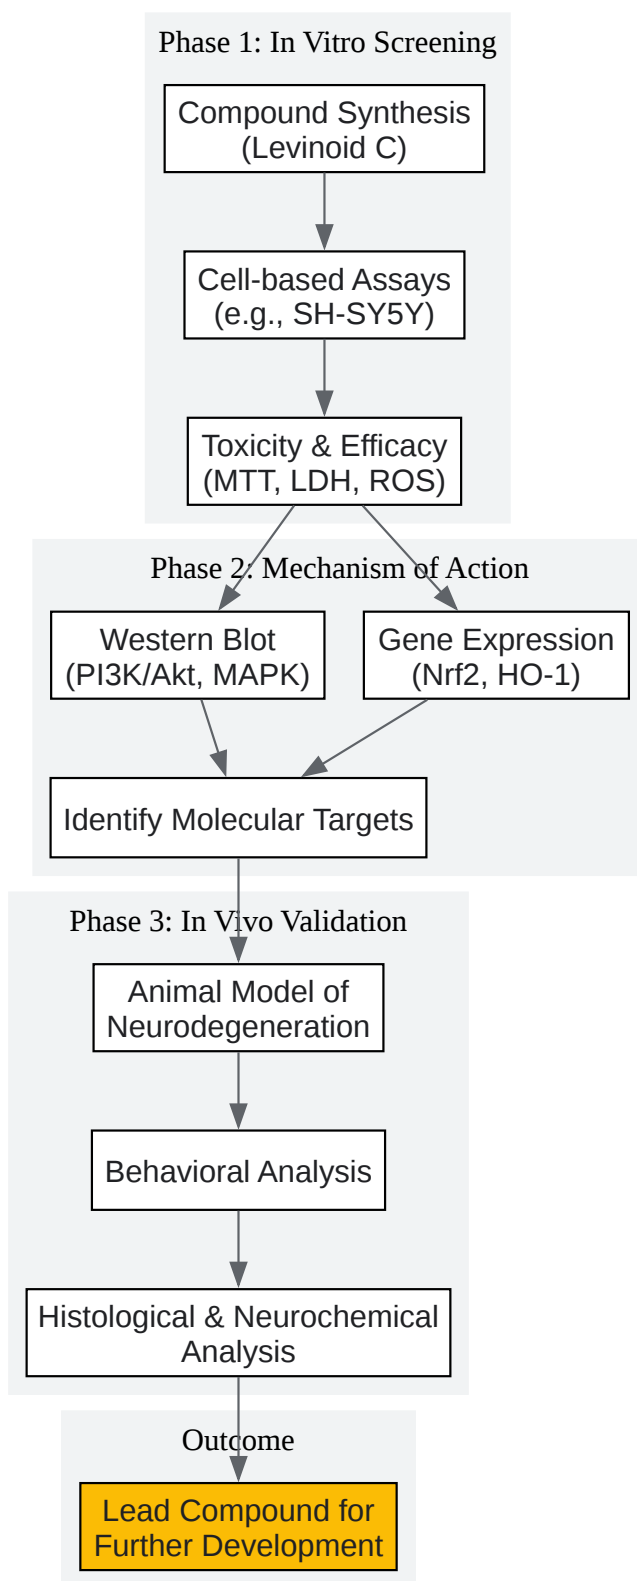 Phase 1: In Vitro Screening
Compound Synthesis
(Levinoid C)
Cell-based Assays
(e.g., SH-SY5Y)
Toxicity & Efficacy
(MTT, LDH, ROS)
Phase 2: Mechanism of Action
Western Blot
(PI3K/Akt, MAPK)
Gene Expression
(Nrf2, HO-1)
Identify Molecular Targets
Phase 3: In Vivo Validation
Animal Model of
Neurodegeneration
Behavioral Analysis
Histological & Neurochemical
Analysis
Outcome
Lead Compound for
Further Development